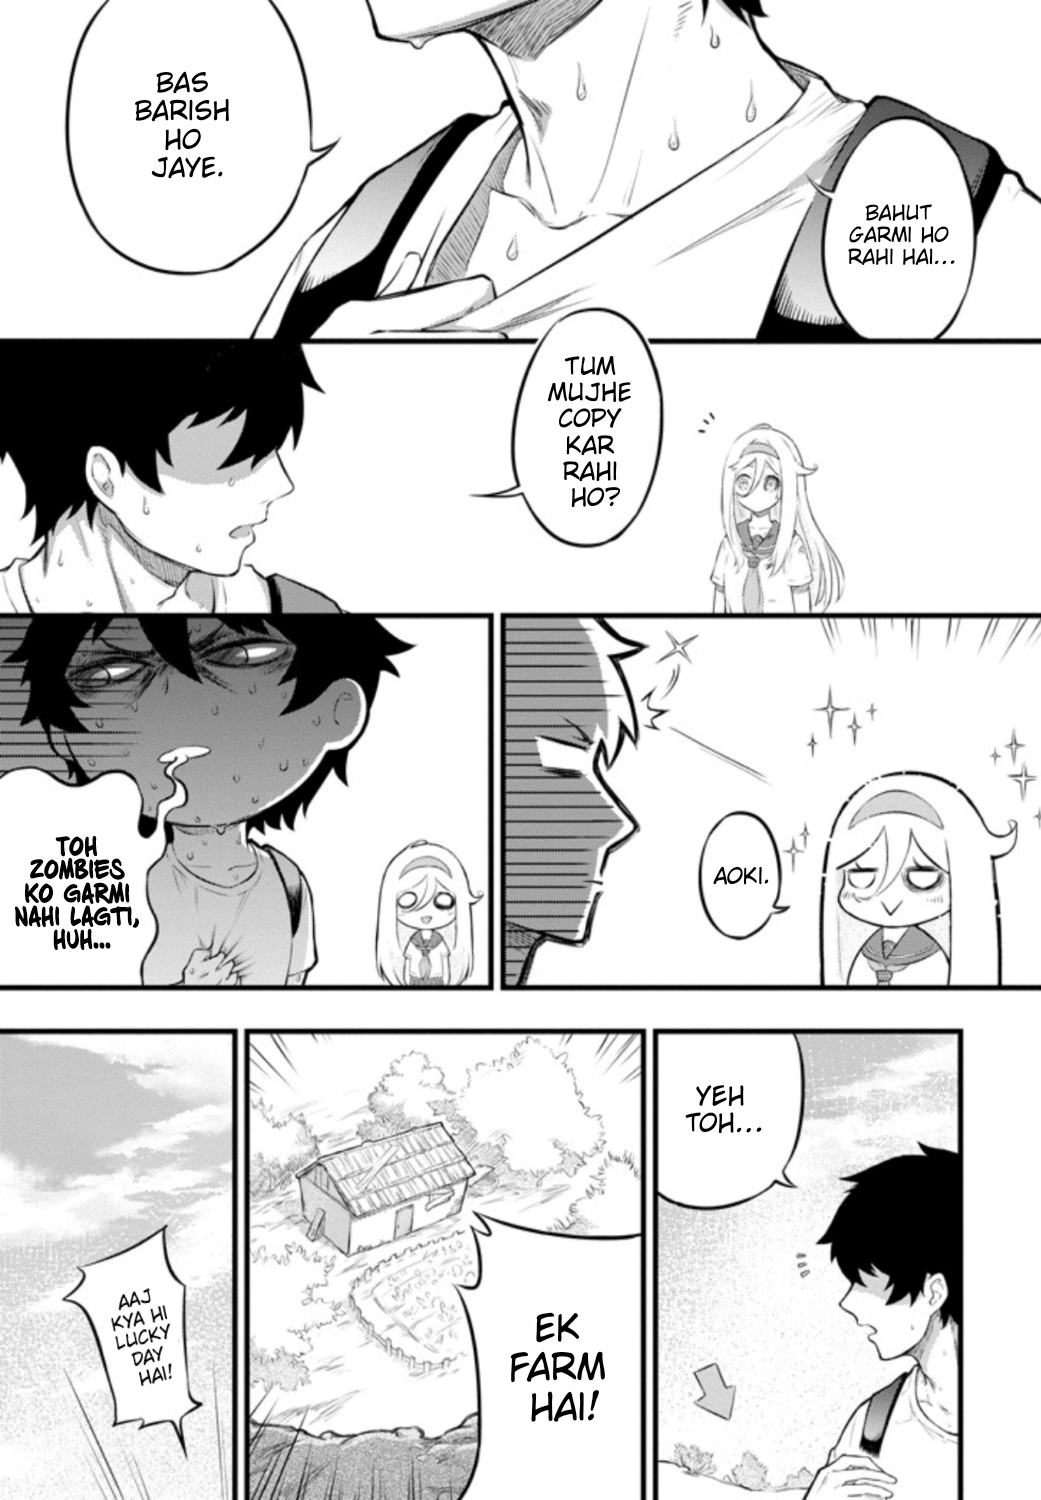 BAHUT
GARMI HO
RAHI HAI...
BAS
BARISH
HO
JAYE.
TUM
MUJHE
COPY
KAR
RAHI
HO?
AOKI.
TOH
ZOMBIES
KO GARMI
NAHI LAGTI,
HUH...
YEH
TOH...
EK
FARM
HAI!
AAJ
KYA HI
LUCKY
DAY
HAI!